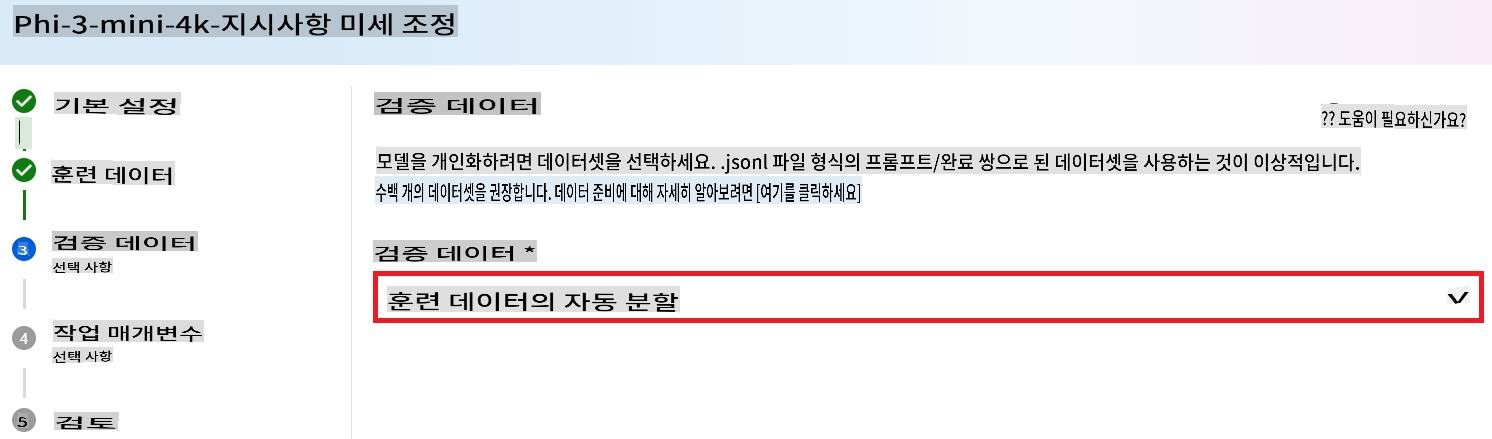 Phi-3-mini-4k-지시사항 미세 조정
기본 설정
훈련 데이터
3
검증 데이터
선택 사항
4
작업 매개변수
선택 사항
5
검토
검증 데이터
?? 도움이 필요하신가요?
모델을 개인화하려면 데이터셋을 선택하세요. .jsonl 파일 형식의 프롬프트/완료 쌍으로 된 데이터셋을 사용하는 것이 이상적입니다.
수백 개의 데이터셋을 권장합니다. 데이터 준비에 대해 자세히 알아보려면 [여기를 클릭하세요]
검증 데이터 *
훈련 데이터의 자동 분할